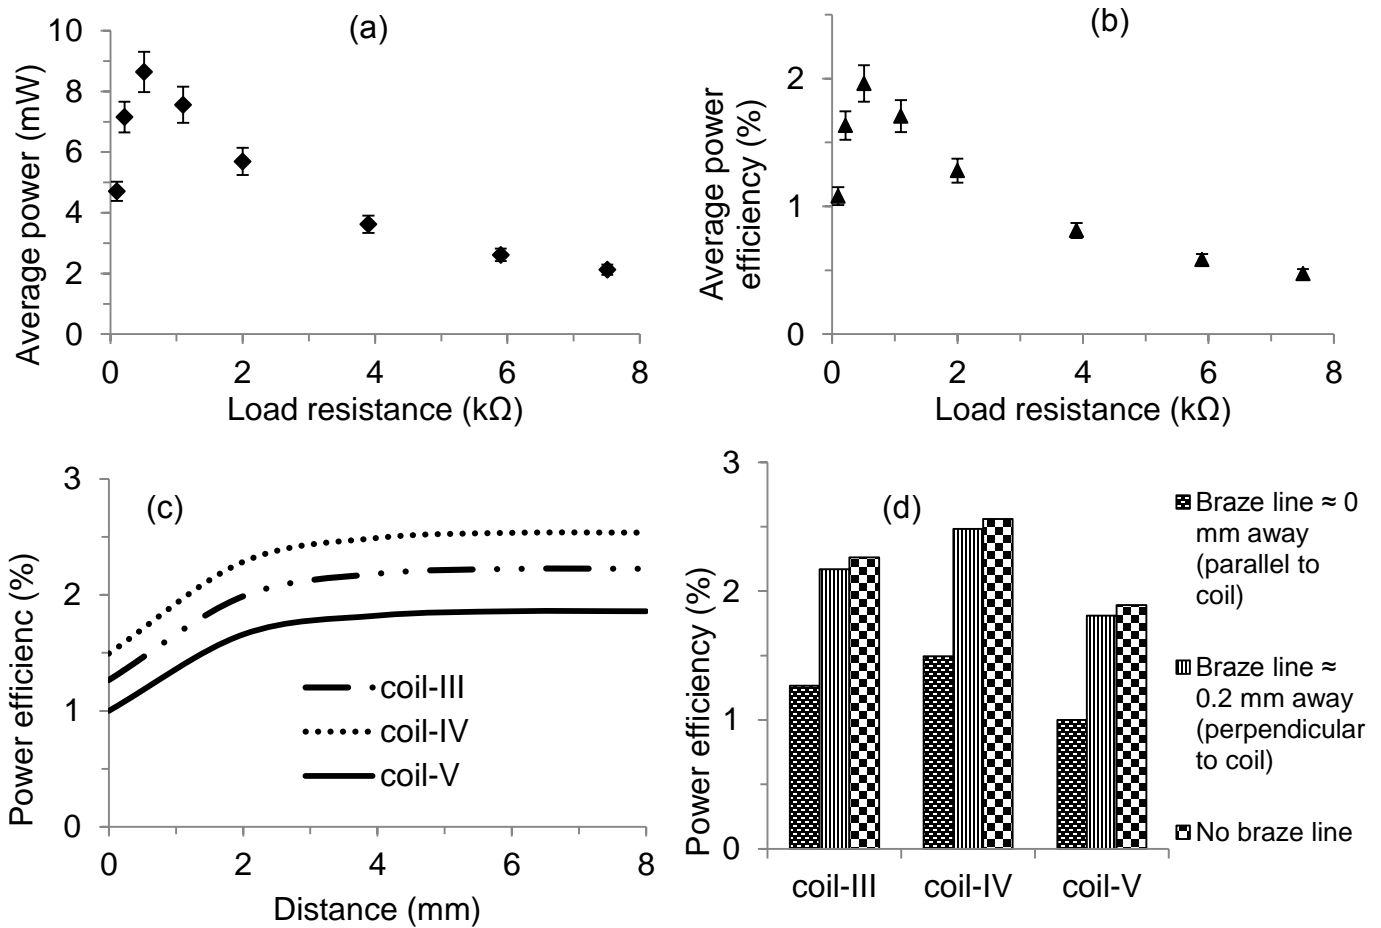 (a)
10
8
6
4
2
0
Average power (mW)
0 2 4 6 8
Load resistance (kΩ)
(b)
2
1
0
Average power
efficiency (%)
0 2 4 6 8
Load resistance (kΩ)
(c)
3
2
1
0
Power efficienc (%)
coil-III
coil-IV
coil-V
0 2 4 6 8
Distance (mm)
(d)
3
2
1
0
Power efficiency (%)
coil-III coil-IV coil-V
Braze line ≈ 0
mm away
(parallel to
coil)
Braze line ≈
0.2 mm away
(perpendicular
to coil)
No braze line